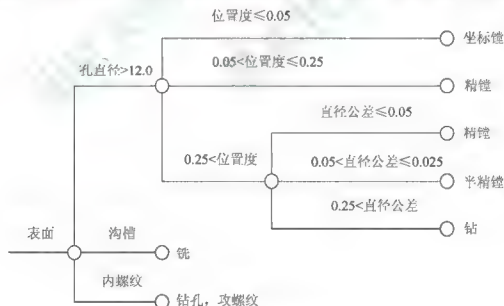 位置度≤0.05
坐标镗
孔直径>12.0
0.05<位置度≤0.25
精镗
直径公差≤0.05
精镗
0.25<位置度
0.05<直径公差≤0.025
半精镗
0.25<直径公差
钻
表面
沟槽
铣
内螺纹
钻孔，攻螺纹